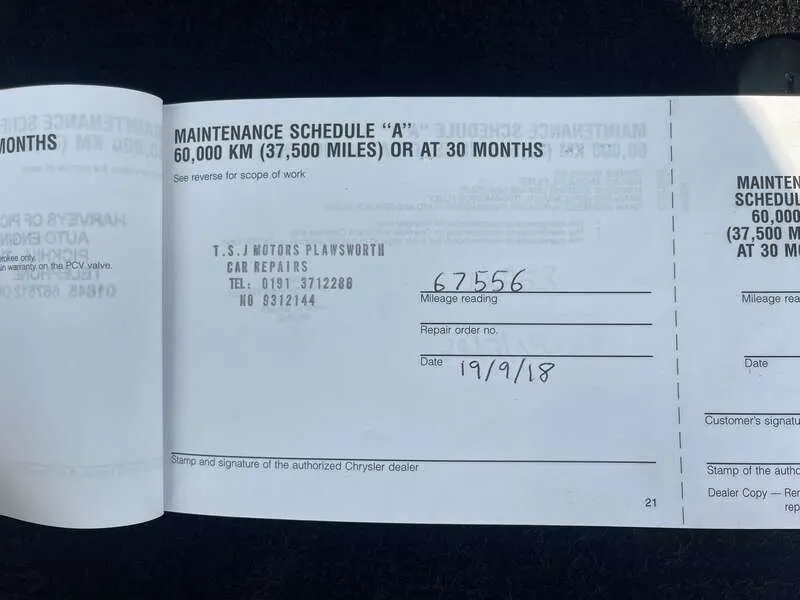 MONTHS
rokee only.
in warranty on the PCV valve.
MAINTENANCE SCHEDULE "A"
60,000 KM (37,500 MILES) OR AT 30 MONTHS
See reverse for scope of work
T.S.J MOTORS PLAWSWORTH
CAR REPAIRS
TEL: 0191 3712288
NO 9312144
67556
Mileage reading
Repair order no.
Date 19/9/18
Stamp and signature of the authorized Chrysler dealer
21
MAINTEN
SCHEDUL
60,000
(37,500 M
AT 30 M
Mileage rea
Date
Customer's signatu
Stamp of the autho
Dealer Copy — Rer
rep